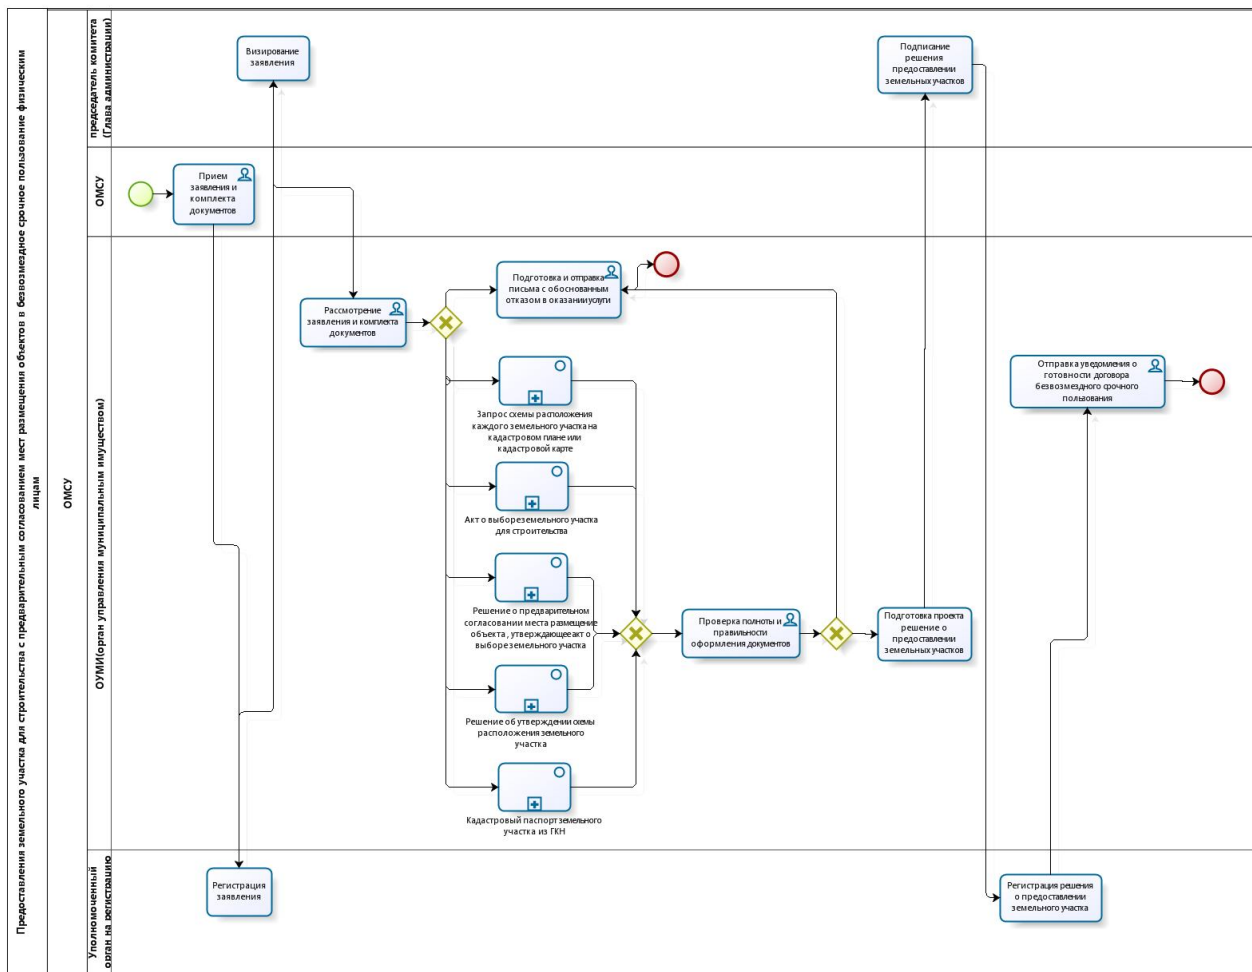 Предоставления земельного участка для строительства с предварительным согласованием мест размещения объектов в безвозмездное срочное пользование физическим
лицам
ОМСУ
председатель комитета
(Глава администрации)
ОМСУ
ОУМИ(орган управления муниципальным имуществом)
Уполномоченный
орган на регистрацию
Визирование
заявления
Подписание
решения
предоставлении
земельных участков
Прием
заявления и
комплекта
документов
Рассмотрение
заявления и комплекта
документов
Подготовка и отправка
письма с обоснованным
отказом в оказании услуги
Запрос схемы расположения
каждого земельного участка на
кадастровом плане или
кадастровой карте
Акт о выборе земельного участка
для строительства
Решение о предварительном
согласовании места размещение
объекта, утверждающее акт о
выборе земельного участка
Решение об утверждении схемы
расположения земельного
участка
Кадастровый паспорт земельного
участка из ГКН
Проверка полноты и
правильности
оформления документов
Подготовка проекта
решение о
предоставлении
земельных участков
Отправка уведомления о
готовности договора
безвозмездного срочного
пользования
Регистрация
заявления
Регистрация решения
о предоставлении
земельного участка